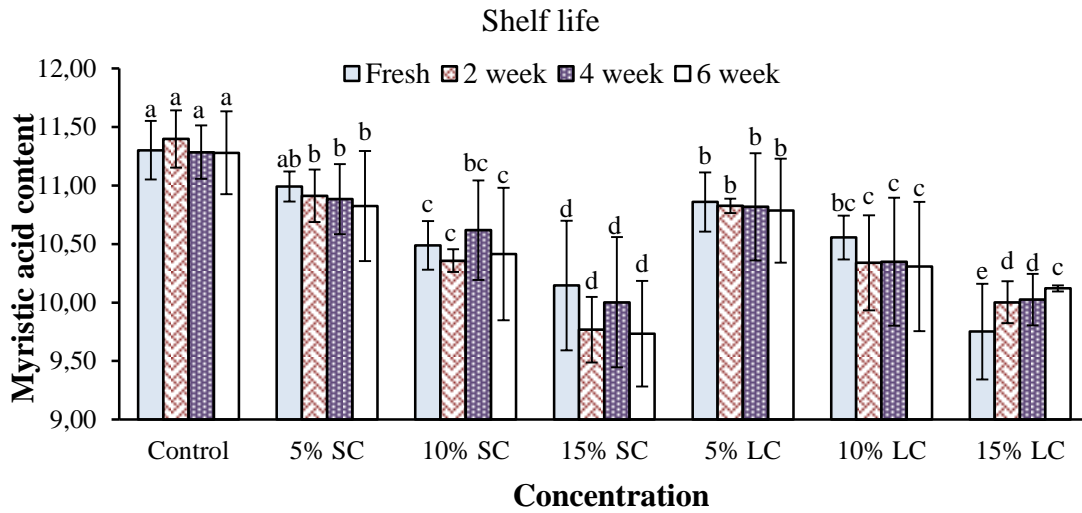 Shelf life
Fresh 2 week 4 week 6 week
Myristic acid content
12,00
11,50
11,00
10,50
10,00
9,50
9,00
a a a a
ab b b b
c c bc c
d d d d
b b b b
bc c c c
e d d c
Control 5% SC 10% SC 15% SC 5% LC 10% LC 15% LC
Concentration